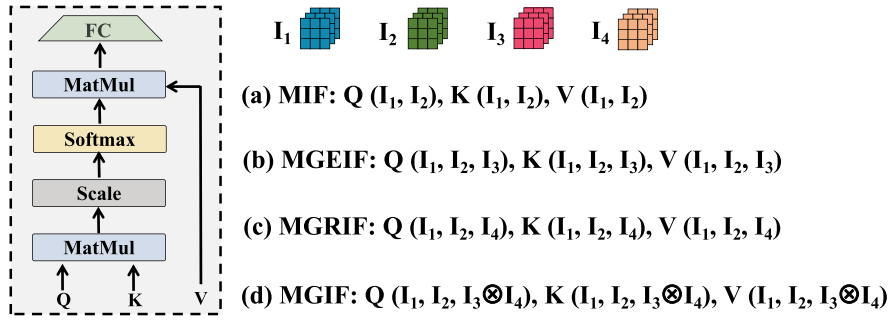 FC
MatMul
Softmax
Scale
MatMul
Q K V
I₁ I₂ I₃ I₄
(a) MIF: Q (I₁, I₂), K (I₁, I₂), V (I₁, I₂)
(b) MGEIF: Q (I₁, I₂, I₃), K (I₁, I₂, I₃), V (I₁, I₂, I₃)
(c) MGRIF: Q (I₁, I₂, I₄), K (I₁, I₂, I₄), V (I₁, I₂, I₄)
(d) MGIF: Q (I₁, I₂, I₃⊗I₄), K (I₁, I₂, I₃⊗I₄), V (I₁, I₂, I₃⊗I₄)